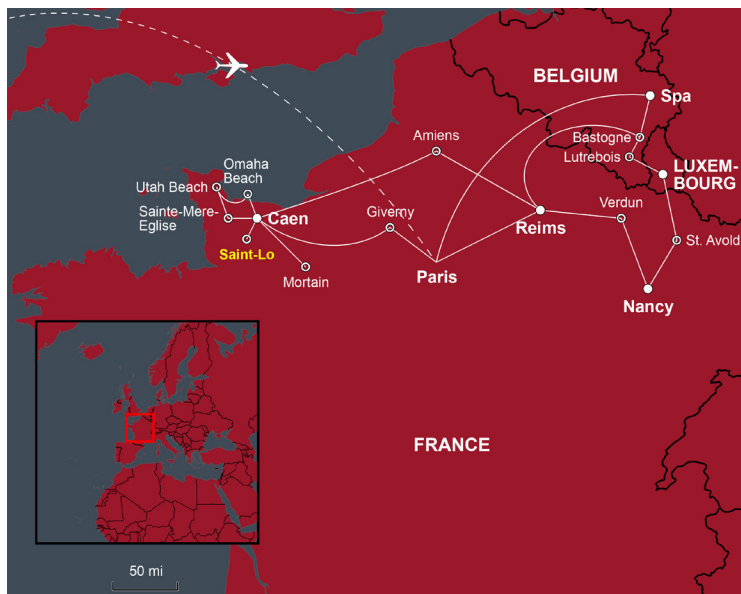 BELGIUM
Spa
Amiens
Bastogne
Lutrebois
Omaha
Beach
LUXEM-
BOURG
Utah Beach
Verdun
Giverny
Sainte-Mere-
Eglise
Caen
Reims
St. Avold
Saint-Lo
Paris
Mortain
Nancy
FRANCE
50 mi